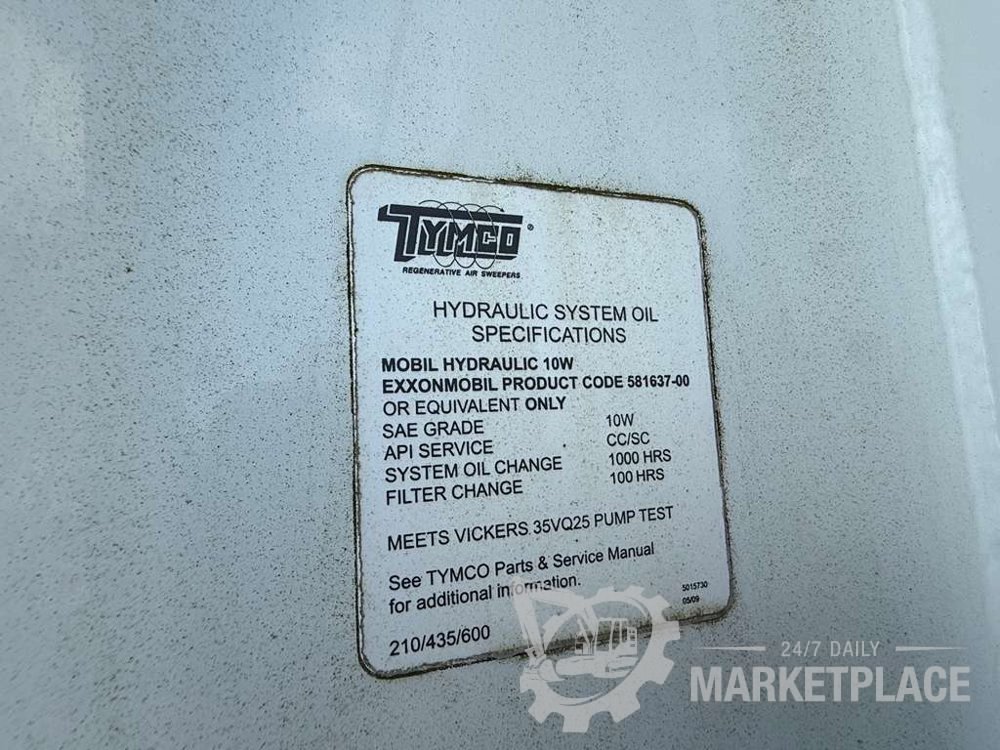 TYMCO®
REGENERATIVE AIR SWEEPERS
HYDRAULIC SYSTEM OIL
SPECIFICATIONS
MOBIL HYDRAULIC 10W
EXXONMOBIL PRODUCT CODE 581637-00
OR EQUIVALENT ONLY
SAE GRADE 10W
API SERVICE CC/SC
SYSTEM OIL CHANGE 1000 HRS
FILTER CHANGE 100 HRS
MEETS VICKERS 35VQ25 PUMP TEST
See TYMCO Parts & Service Manual
for additional information.
5015730
05/09
210/435/600
24/7 DAILY
MARKETPLACE